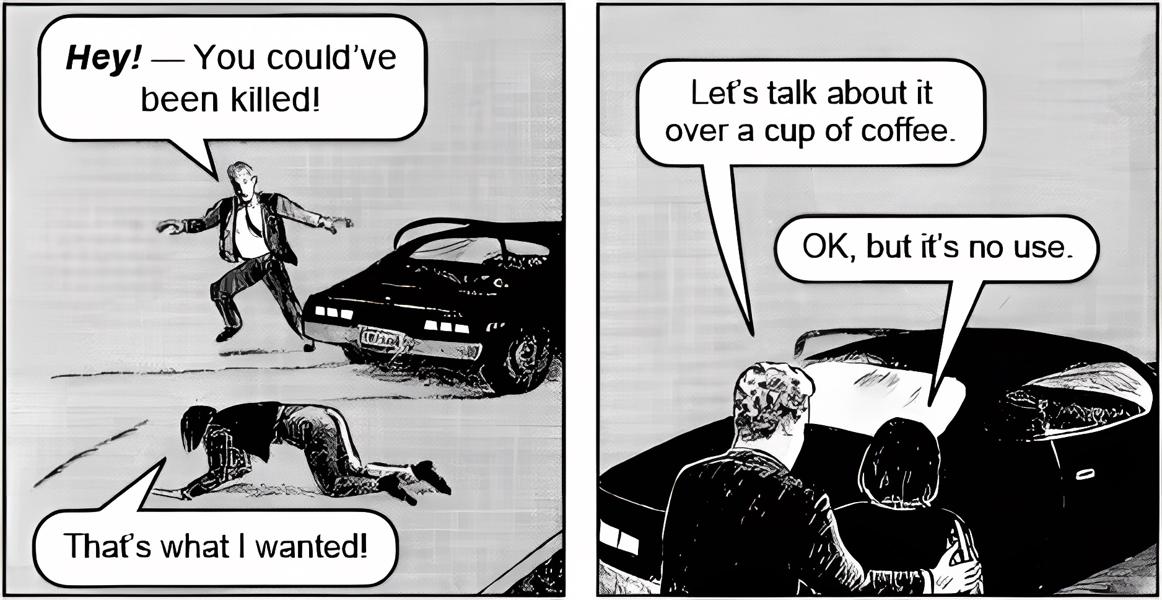 Hey! — You could've
been killed!
That's what I wanted!
Let's talk about it
over a cup of coffee.
OK, but it's no use.